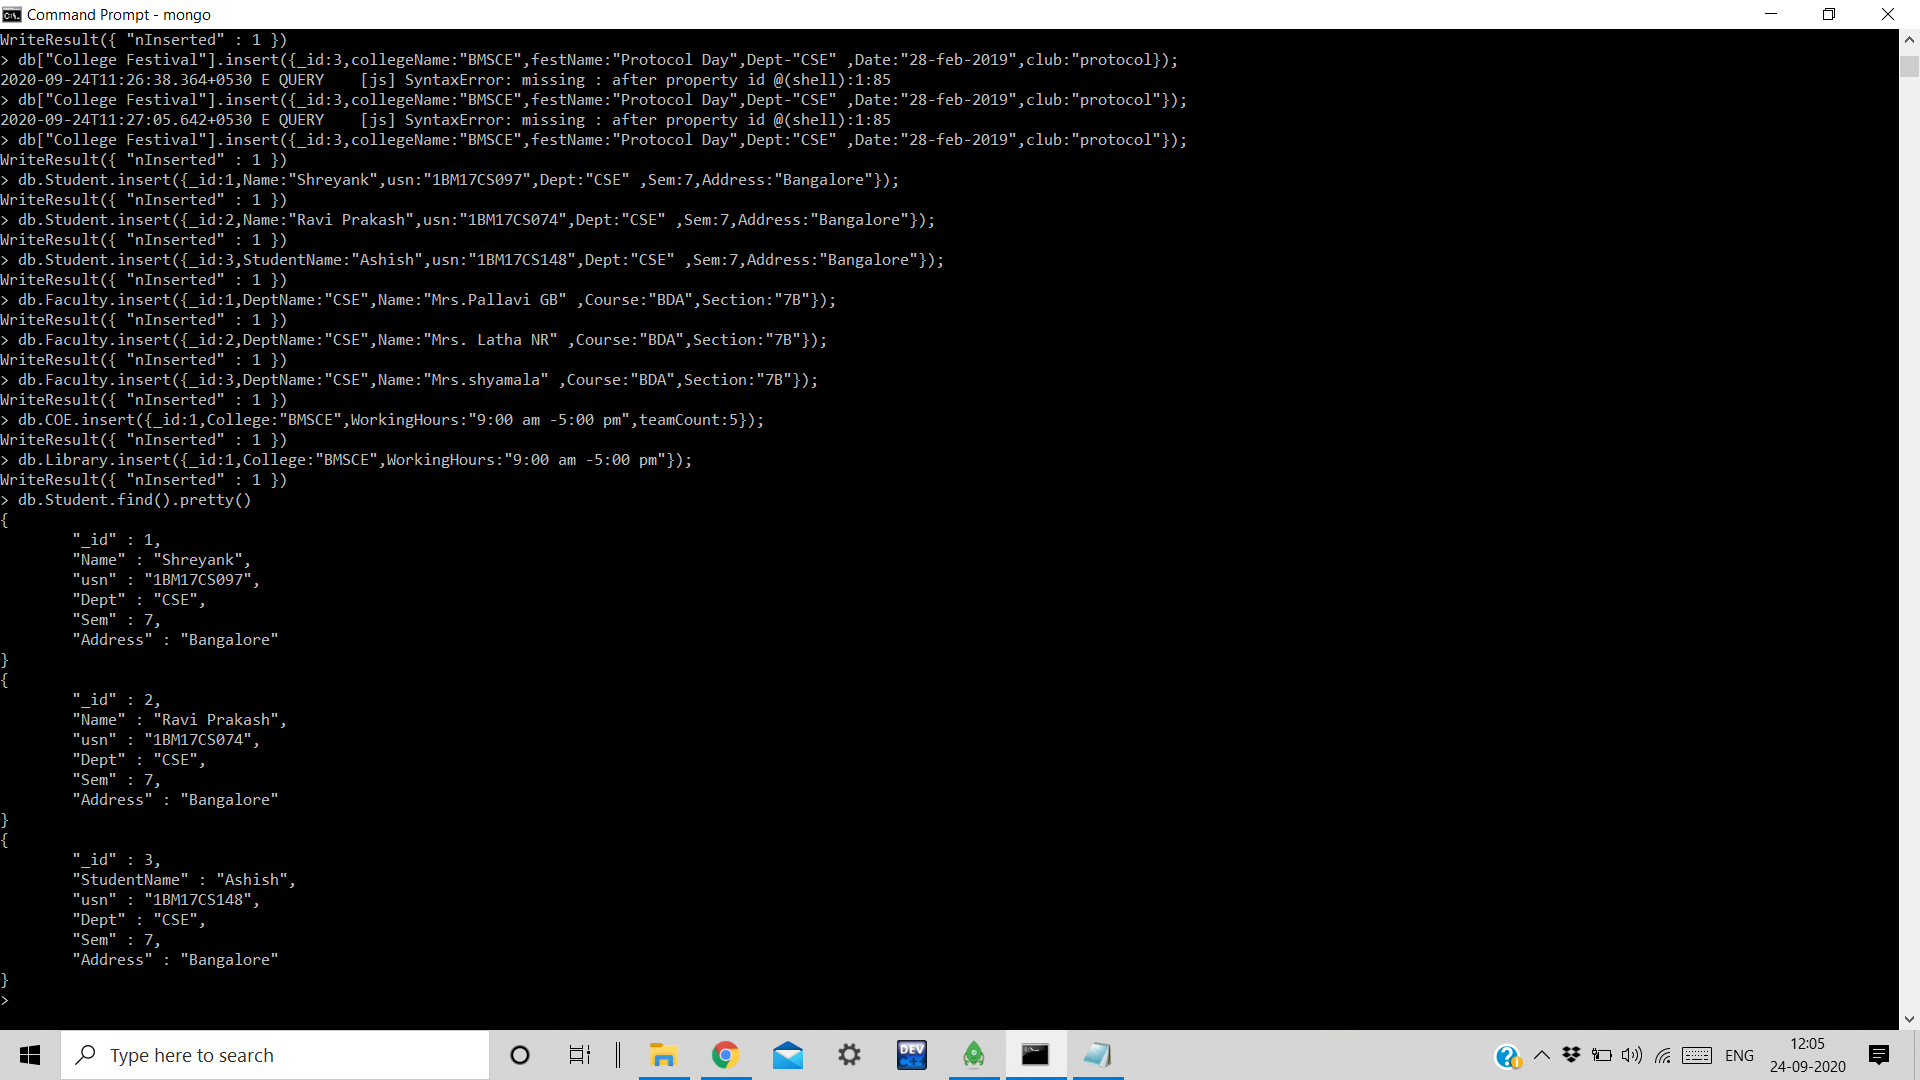 Command Prompt - mongo
WriteResult({ "nInserted" : 1 })
> db["College Festival"].insert({_id:3,collegeName:"BMSCE",festName:"Protocol Day",Dept-"CSE" ,Date:"28-feb-2019",club:"protocol});
2020-09-24T11:26:38.364+0530 E QUERY    [js] SyntaxError: missing : after property id @(shell):1:85
> db["College Festival"].insert({_id:3,collegeName:"BMSCE",festName:"Protocol Day",Dept-"CSE" ,Date:"28-feb-2019",club:"protocol"});
2020-09-24T11:27:05.642+0530 E QUERY    [js] SyntaxError: missing : after property id @(shell):1:85
> db["College Festival"].insert({_id:3,collegeName:"BMSCE",festName:"Protocol Day",Dept:"CSE" ,Date:"28-feb-2019",club:"protocol"});
WriteResult({ "nInserted" : 1 })
> db.Student.insert({_id:1,Name:"Shreyank",usn:"1BM17CS097",Dept:"CSE" ,Sem:7,Address:"Bangalore"});
WriteResult({ "nInserted" : 1 })
> db.Student.insert({_id:2,Name:"Ravi Prakash",usn:"1BM17CS074",Dept:"CSE" ,Sem:7,Address:"Bangalore"});
WriteResult({ "nInserted" : 1 })
> db.Student.insert({_id:3,StudentName:"Ashish",usn:"1BM17CS148",Dept:"CSE" ,Sem:7,Address:"Bangalore"});
WriteResult({ "nInserted" : 1 })
> db.Faculty.insert({_id:1,DeptName:"CSE",Name:"Mrs.Pallavi GB" ,Course:"BDA",Section:"7B"});
WriteResult({ "nInserted" : 1 })
> db.Faculty.insert({_id:2,DeptName:"CSE",Name:"Mrs. Latha NR" ,Course:"BDA",Section:"7B"});
WriteResult({ "nInserted" : 1 })
> db.Faculty.insert({_id:3,DeptName:"CSE",Name:"Mrs.shyamala" ,Course:"BDA",Section:"7B"});
WriteResult({ "nInserted" : 1 })
> db.COE.insert({_id:1,College:"BMSCE",WorkingHours:"9:00 am -5:00 pm",teamCount:5});
WriteResult({ "nInserted" : 1 })
> db.Library.insert({_id:1,College:"BMSCE",WorkingHours:"9:00 am -5:00 pm"});
WriteResult({ "nInserted" : 1 })
> db.Student.find().pretty()
{
        "_id" : 1,
        "Name" : "Shreyank",
        "usn" : "1BM17CS097",
        "Dept" : "CSE",
        "Sem" : 7,
        "Address" : "Bangalore"
}
{
        "_id" : 2,
        "Name" : "Ravi Prakash",
        "usn" : "1BM17CS074",
        "Dept" : "CSE",
        "Sem" : 7,
        "Address" : "Bangalore"
}
{
        "_id" : 3,
        "StudentName" : "Ashish",
        "usn" : "1BM17CS148",
        "Dept" : "CSE",
        "Sem" : 7,
        "Address" : "Bangalore"
}
>
Type here to search
DEV C++
ENG
12:05
24-09-2020